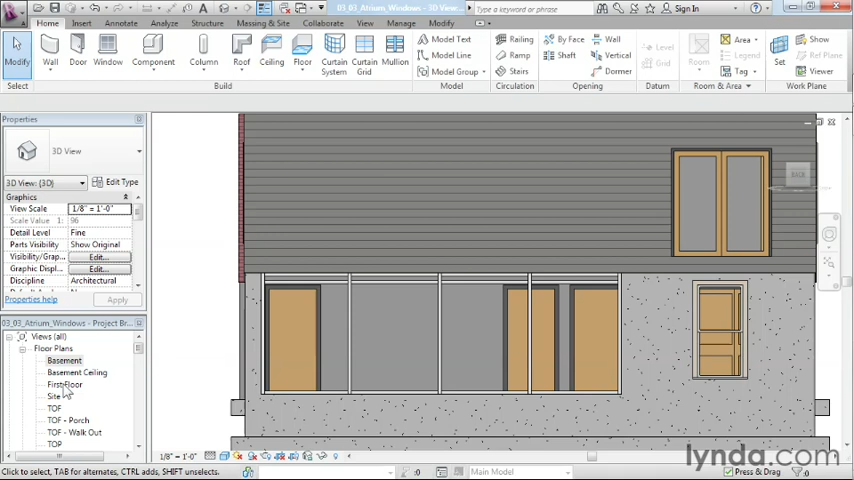 03_03_Atrium_Windows - 3D View:
Type a keyword or phrase
Sign In
Home Insert Annotate Analyze Structure Massing & Site Collaborate View Manage Modify
Modify
Wall
Door
Window
Component
Column
Roof
Ceiling
Floor
Curtain System
Curtain Grid
Mullion
Model Text
Model Line
Model Group
Railing
Ramp
Stairs
By Face
Shaft
Wall
Vertical
Dormer
Level
Grid
Room
Area
Legend
Tag
Set
Show
Ref Plane
Viewer
Select Build Model Circulation Opening Datum Room & Area Work Plane
Properties
3D View
3D View: {3D} Edit Type
Graphics
View Scale 1/8" = 1'-0"
Scale Value 1: 96
Detail Level Fine
Parts Visibility Show Original
Visibility/Grap... Edit...
Graphic Displ... Edit...
Discipline Architectural
Properties help Apply
03_03_Atrium_Windows - Project Br...
Views (all)
Floor Plans
Basement
Basement Ceiling
First Floor
Site
TOF
TOF - Porch
TOF - Walk Out
TOP
BACK
1/8" = 1'-0"
lynda.com
Click to select, TAB for alternates, CTRL adds, SHIFT unselects. :0 Main Model Press & Drag :0